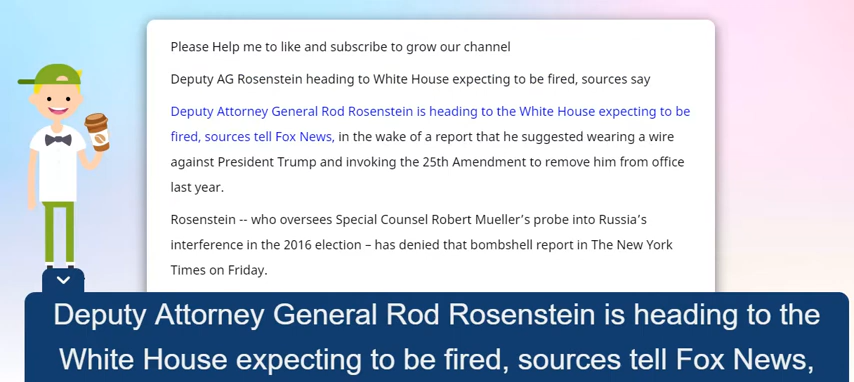 Please Help me to like and subscribe to grow our channel
Deputy AG Rosenstein heading to White House expecting to be fired, sources say
Deputy Attorney General Rod Rosenstein is heading to the White House expecting to be
fired, sources tell Fox News, in the wake of a report that he suggested wearing a wire
against President Trump and invoking the 25th Amendment to remove him from office
last year.
Rosenstein -- who oversees Special Counsel Robert Mueller’s probe into Russia’s
interference in the 2016 election – has denied that bombshell report in The New York
Times on Friday.
Deputy Attorney General Rod Rosenstein is heading to the
White House expecting to be fired, sources tell Fox News,